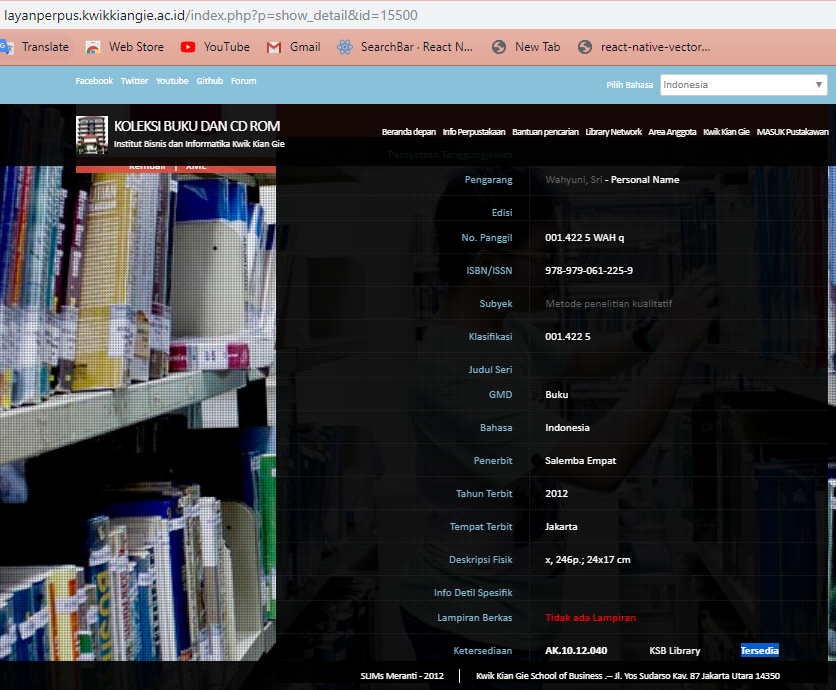 layanperpus.kwikkiangie.ac.id/index.php?p=show_detail&id=15500
Translate Web Store YouTube Gmail SearchBar · React N... New Tab react-native-vector...
Facebook Twitter Youtube Github Forum Pilih Bahasa Indonesia
KOLEKSI BUKU DAN CD ROM
Institut Bisnis dan Informatika Kwik Kian Gie
Beranda depan Info Perpustakaan Bantuan pencarian Library Network Area Anggota Kwik Kian Gie MASUK Pustakawan
Kembali | XML
Pernyataan Tanggungjawab
Pengarang Wahyuni, Sri - Personal Name
Edisi
No. Panggil 001.422 5 WAH q
ISBN/ISSN 978-979-061-225-9
Subyek Metode penelitian kualitatif
Klasifikasi 001.422 5
Judul Seri
GMD Buku
Bahasa Indonesia
Penerbit Salemba Empat
Tahun Terbit 2012
Tempat Terbit Jakarta
Deskripsi Fisik x, 246p.; 24x17 cm
Info Detil Spesifik
Lampiran Berkas Tidak ada Lampiran
Ketersediaan AK.10.12.040 KSB Library Tersedia
SLIMs Meranti - 2012 | Kwik Kian Gie School of Business .— Jl. Yos Sudarso Kav. 87 Jakarta Utara 14350